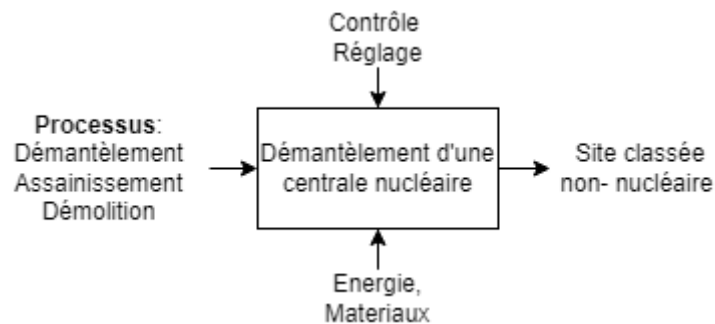 Contrôle
Réglage
Processus:
Démantèlement
Assainissement
Démolition
Démantèlement d'une
centrale nucléaire
Site classée
non- nucléaire
Energie,
Materiaux